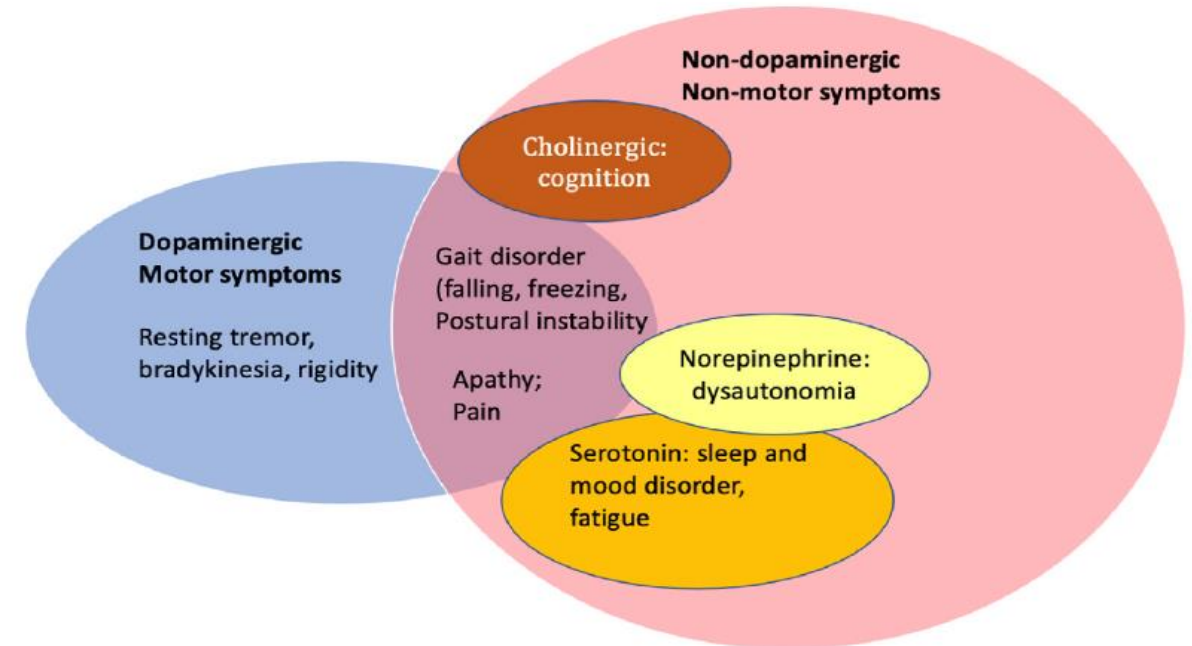 Non-dopaminergic
Non-motor symptoms
Cholinergic:
cognition
Dopaminergic
Motor symptoms
Resting tremor,
bradykinesia, rigidity
Gait disorder
(falling, freezing,
Postural instability
Apathy;
Pain
Norepinephrine:
dysautonomia
Serotonin: sleep and
mood disorder,
fatigue